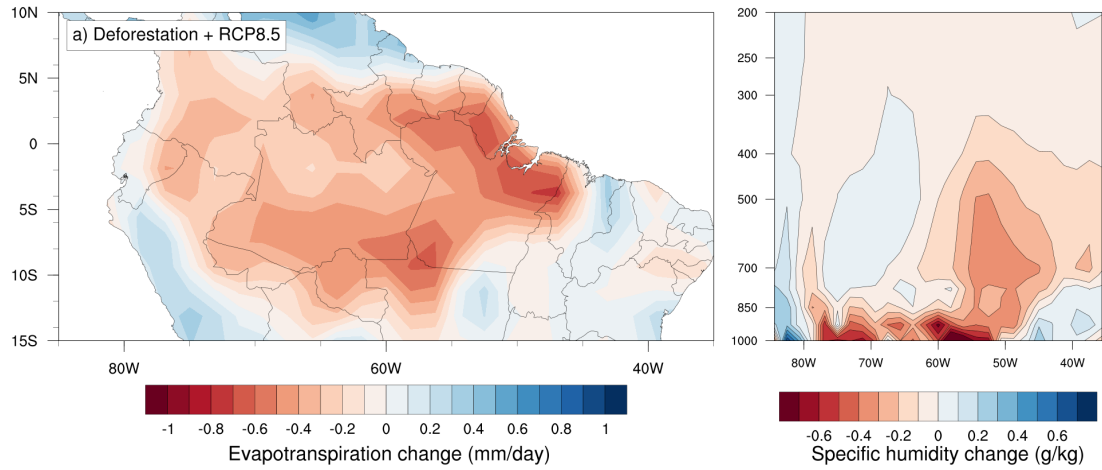 a) Deforestation + RCP8.5
10N
5N
0
5S
10S
15S
80W 60W 40W
-1 -0.8 -0.6 -0.4 -0.2 0 0.2 0.4 0.6 0.8 1
Evapotranspiration change (mm/day)
200
300
400
500
700
850
1000
80W 70W 60W 50W 40W
-0.6 -0.4 -0.2 0 0.2 0.4 0.6
Specific humidity change (g/kg)